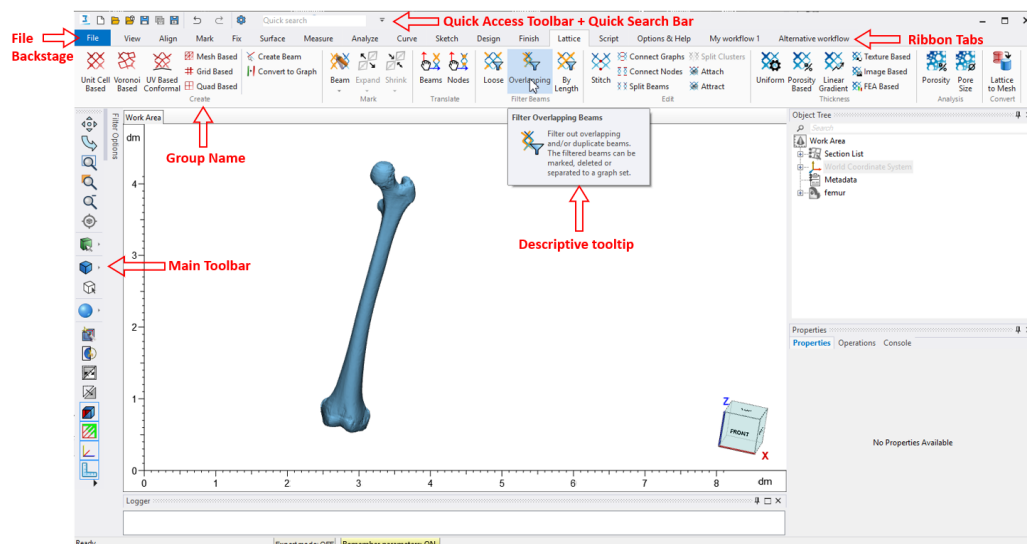 Quick search
Quick Access Toolbar + Quick Search Bar
File
Backstage
File View Align Mark Fix Surface Measure Analyze Curve Sketch Design Finish Lattice Script Options & Help My workflow 1 Alternative workflow
Ribbon Tabs
Unit Cell Based
Voronoi Based
UV Based Conformal
Mesh Based
Grid Based
Quad Based
Create Beam
Convert to Graph
Create
Beam Expand Shrink
Mark
Beams Nodes
Translate
Loose Overlapping By Length
Filter Beams
Stitch
Connect Graphs
Connect Nodes
Split Beams
Split Clusters
Attach
Attract
Edit
Uniform
Porosity Based
Linear Gradient
Texture Based
Image Based
FEA Based
Thickness
Porosity Pore Size
Analysis
Lattice to Mesh
Convert
Group Name
Filter Overlapping Beams
Filter out overlapping
and/or duplicate beams.
The filtered beams can be
marked, deleted or
separated to a graph set.
Descriptive tooltip
Main Toolbar
Filter Options
Work Area
dm
4
3
2
1
0
0 1 2 3 4 5 6 7 8 dm
Z
FRONT
X
Object Tree
Search
Work Area
Section List
World Coordinate System
Metadata
femur
Properties
Properties Operations Console
No Properties Available
Logger
Ready
Expert mode: OFF
Remember parameters: ON